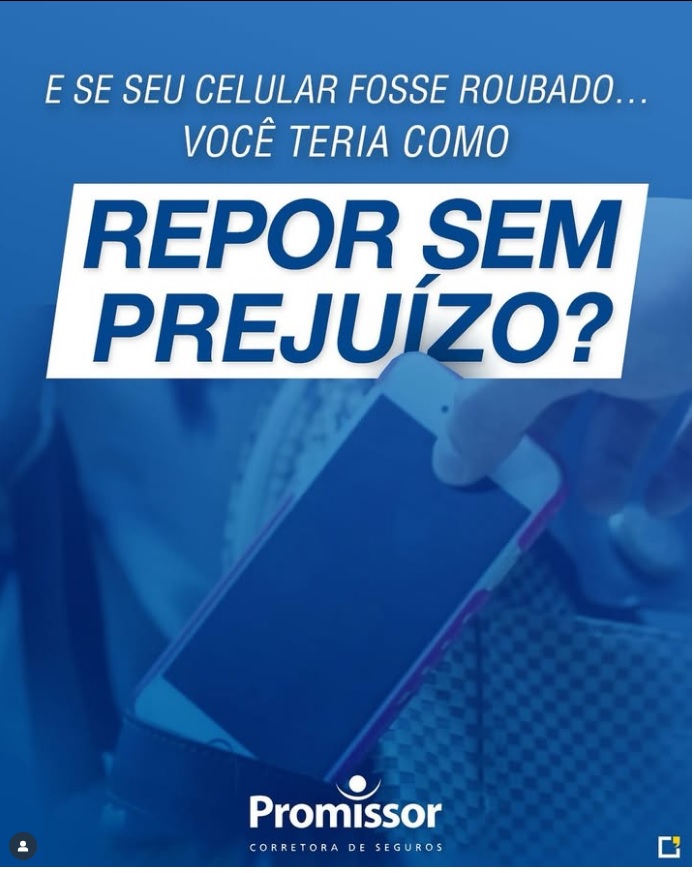 E SE SEU CELULAR FOSSE ROUBADO...
VOCÊ TERIA COMO
REPOR SEM
PREJUÍZO?
Promissor
CORRETORA DE SEGUROS